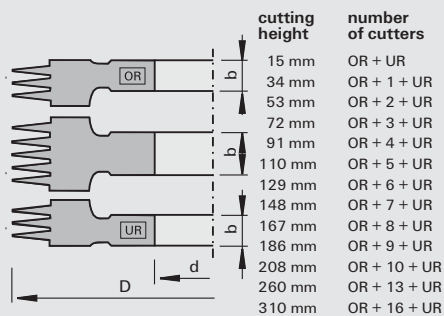 cutting height
number of cutters
15 mm OR + UR
34 mm OR + 1 + UR
53 mm OR + 2 + UR
72 mm OR + 3 + UR
91 mm OR + 4 + UR
110 mm OR + 5 + UR
129 mm OR + 6 + UR
148 mm OR + 7 + UR
167 mm OR + 8 + UR
186 mm OR + 9 + UR
208 mm OR + 10 + UR
260 mm OR + 13 + UR
310 mm OR + 16 + UR
OR
b
b
UR
b
d
D